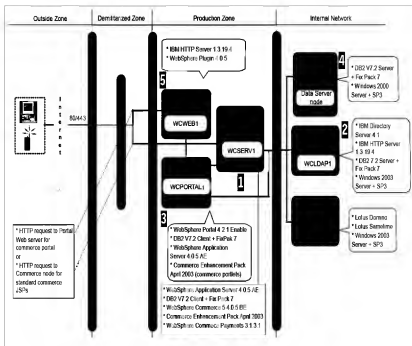 Outside Zone
Demilitarized Zone
Production Zone
Internal Network
* IBM HTTP Server 1.3.19.4
* WebSphere Plugin 4.0.5
4
* DB2 V7.2 Server
+ Fix Pack 7
* Windows 2000
Server + SP3
Data Server
node
5
Internet
80/443
WCWEB1
WCSERV1
2
WCLDAP1
* IBM Directory
Server 4.1
* IBM HTTP Server
1.3.19.4
* DB2 7.2 Server +
Fix Pack 7
* Windows 2003
Server + SP3
WCPORTAL1
1
3
* WebSphere Portal 4.2.1 Enable
* DB2 V7.2 Client + FixPak 7
* WebSphere Application
Server 4.0.5 AE
* Commerce Enhancement Pack
April 2003 (commerce portlets)
* Lotus Domino
* Lotus Sametime
* Windows 2003
Server + SP3
* HTTP request to Portal
Web server for
commerce portal
or
* HTTP request to
Commerce node for
standard commerce
JSPs
* WebSphere Application Server 4.0.5 AE
* DB2 V7.2 Client + Fix Pack 7
* WebSphere Commerce 5.4.0.5 BE
* Commerce Enhancement Pack April 2003
* WebSphere Commerce Payments 3.1.3.1